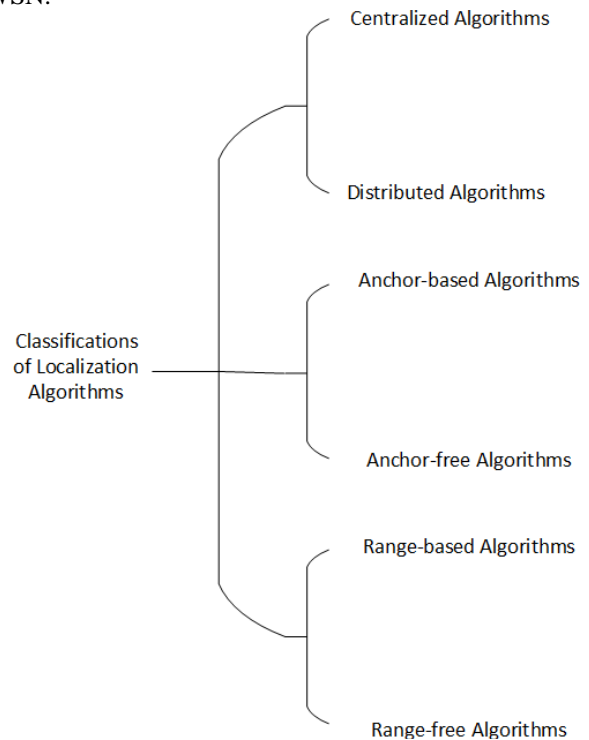 WSN.
Centralized Algorithms
Distributed Algorithms
Anchor-based Algorithms
Classifications
of Localization
Algorithms
Anchor-free Algorithms
Range-based Algorithms
Range-free Algorithms